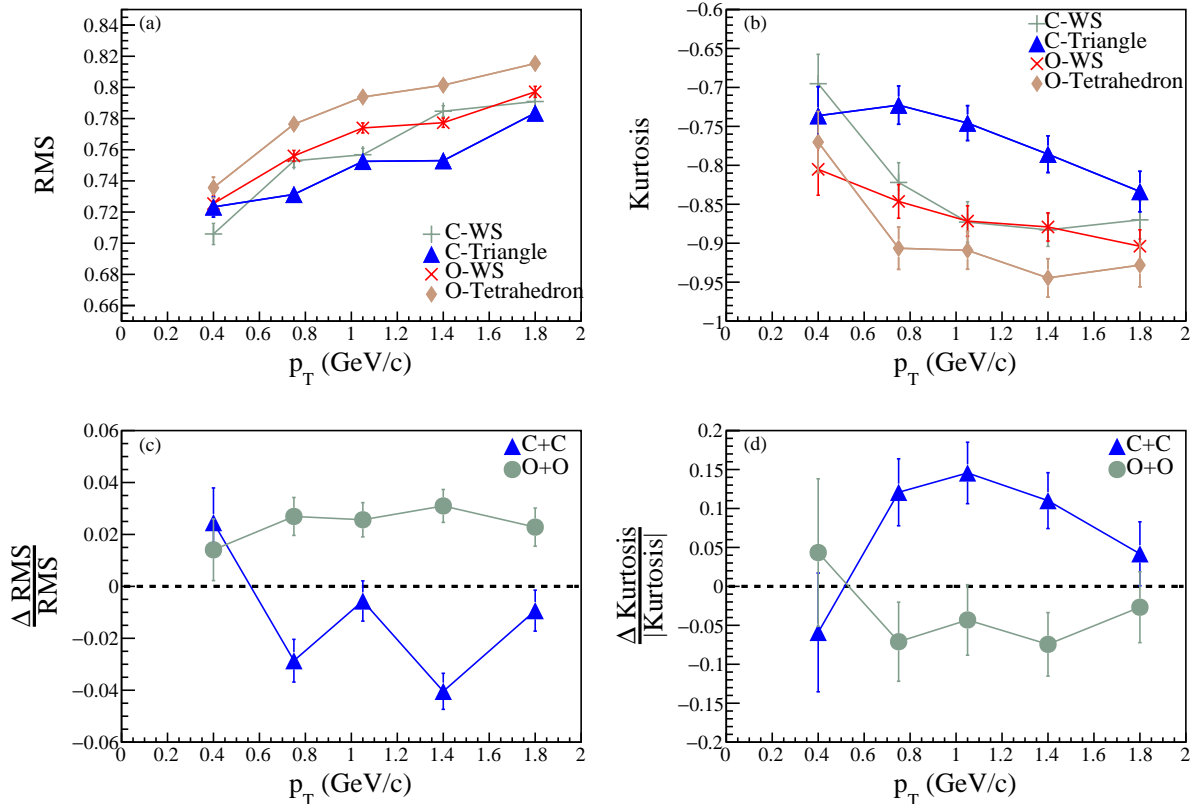 (a)
RMS
0.84
0.82
0.8
0.78
0.76
0.74
0.72
0.7
0.68
0.66
C-WS
C-Triangle
O-WS
O-Tetrahedron
0 0.2 0.4 0.6 0.8 1 1.2 1.4 1.6 1.8 2
p_T (GeV/c)
(b)
Kurtosis
−0.6
−0.65
−0.7
−0.75
−0.8
−0.85
−0.9
−0.95
−1
C-WS
C-Triangle
O-WS
O-Tetrahedron
0 0.2 0.4 0.6 0.8 1 1.2 1.4 1.6 1.8 2
p_T (GeV/c)
(c)
Δ RMS
RMS
0.06
0.04
0.02
0
−0.02
−0.04
−0.06
C+C
O+O
0 0.2 0.4 0.6 0.8 1 1.2 1.4 1.6 1.8 2
p_T (GeV/c)
(d)
Δ Kurtosis
|Kurtosis|
0.2
0.15
0.1
0.05
0
−0.05
−0.1
−0.15
−0.2
C+C
O+O
0 0.2 0.4 0.6 0.8 1 1.2 1.4 1.6 1.8 2
p_T (GeV/c)